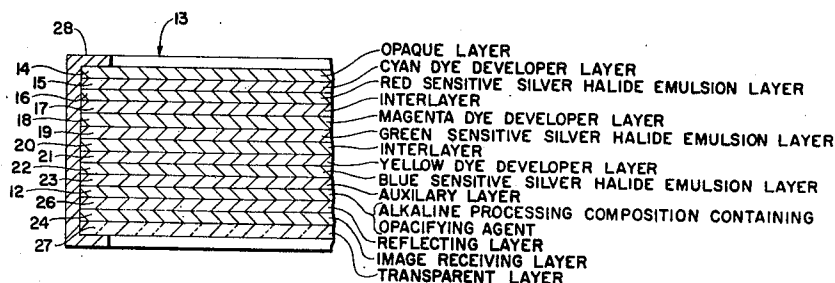 28
13
14
15
16
17
18
19
20
21
22
23
12
26
24
27
OPAQUE LAYER
CYAN DYE DEVELOPER LAYER
RED SENSITIVE SILVER HALIDE EMULSION LAYER
INTERLAYER
MAGENTA DYE DEVELOPER LAYER
GREEN SENSITIVE SILVER HALIDE EMULSION LAYER
INTERLAYER
YELLOW DYE DEVELOPER LAYER
BLUE SENSITIVE SILVER HALIDE EMULSION LAYER
AUXILARY LAYER
ALKALINE PROCESSING COMPOSITION CONTAINING
OPACIFYING AGENT
REFLECTING LAYER
IMAGE RECEIVING LAYER
TRANSPARENT LAYER